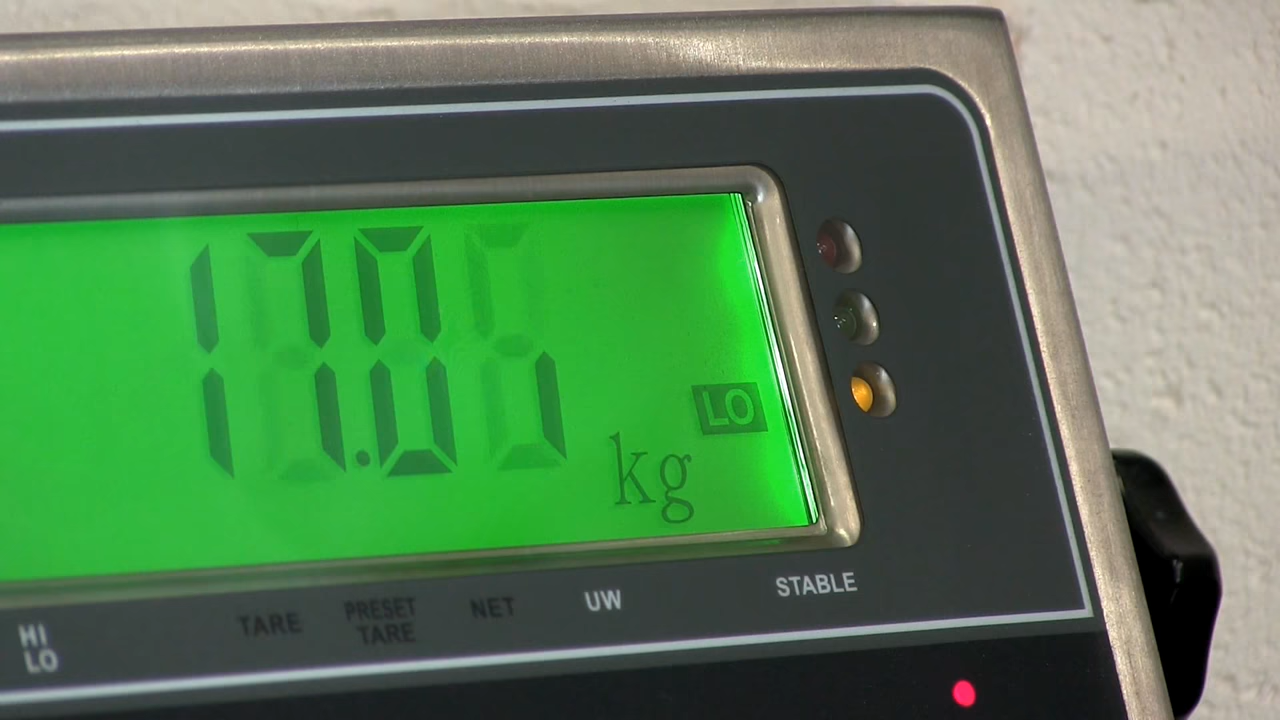 LO
kg
HI
LO
TARE
PRESET
TARE
NET
UW
STABLE